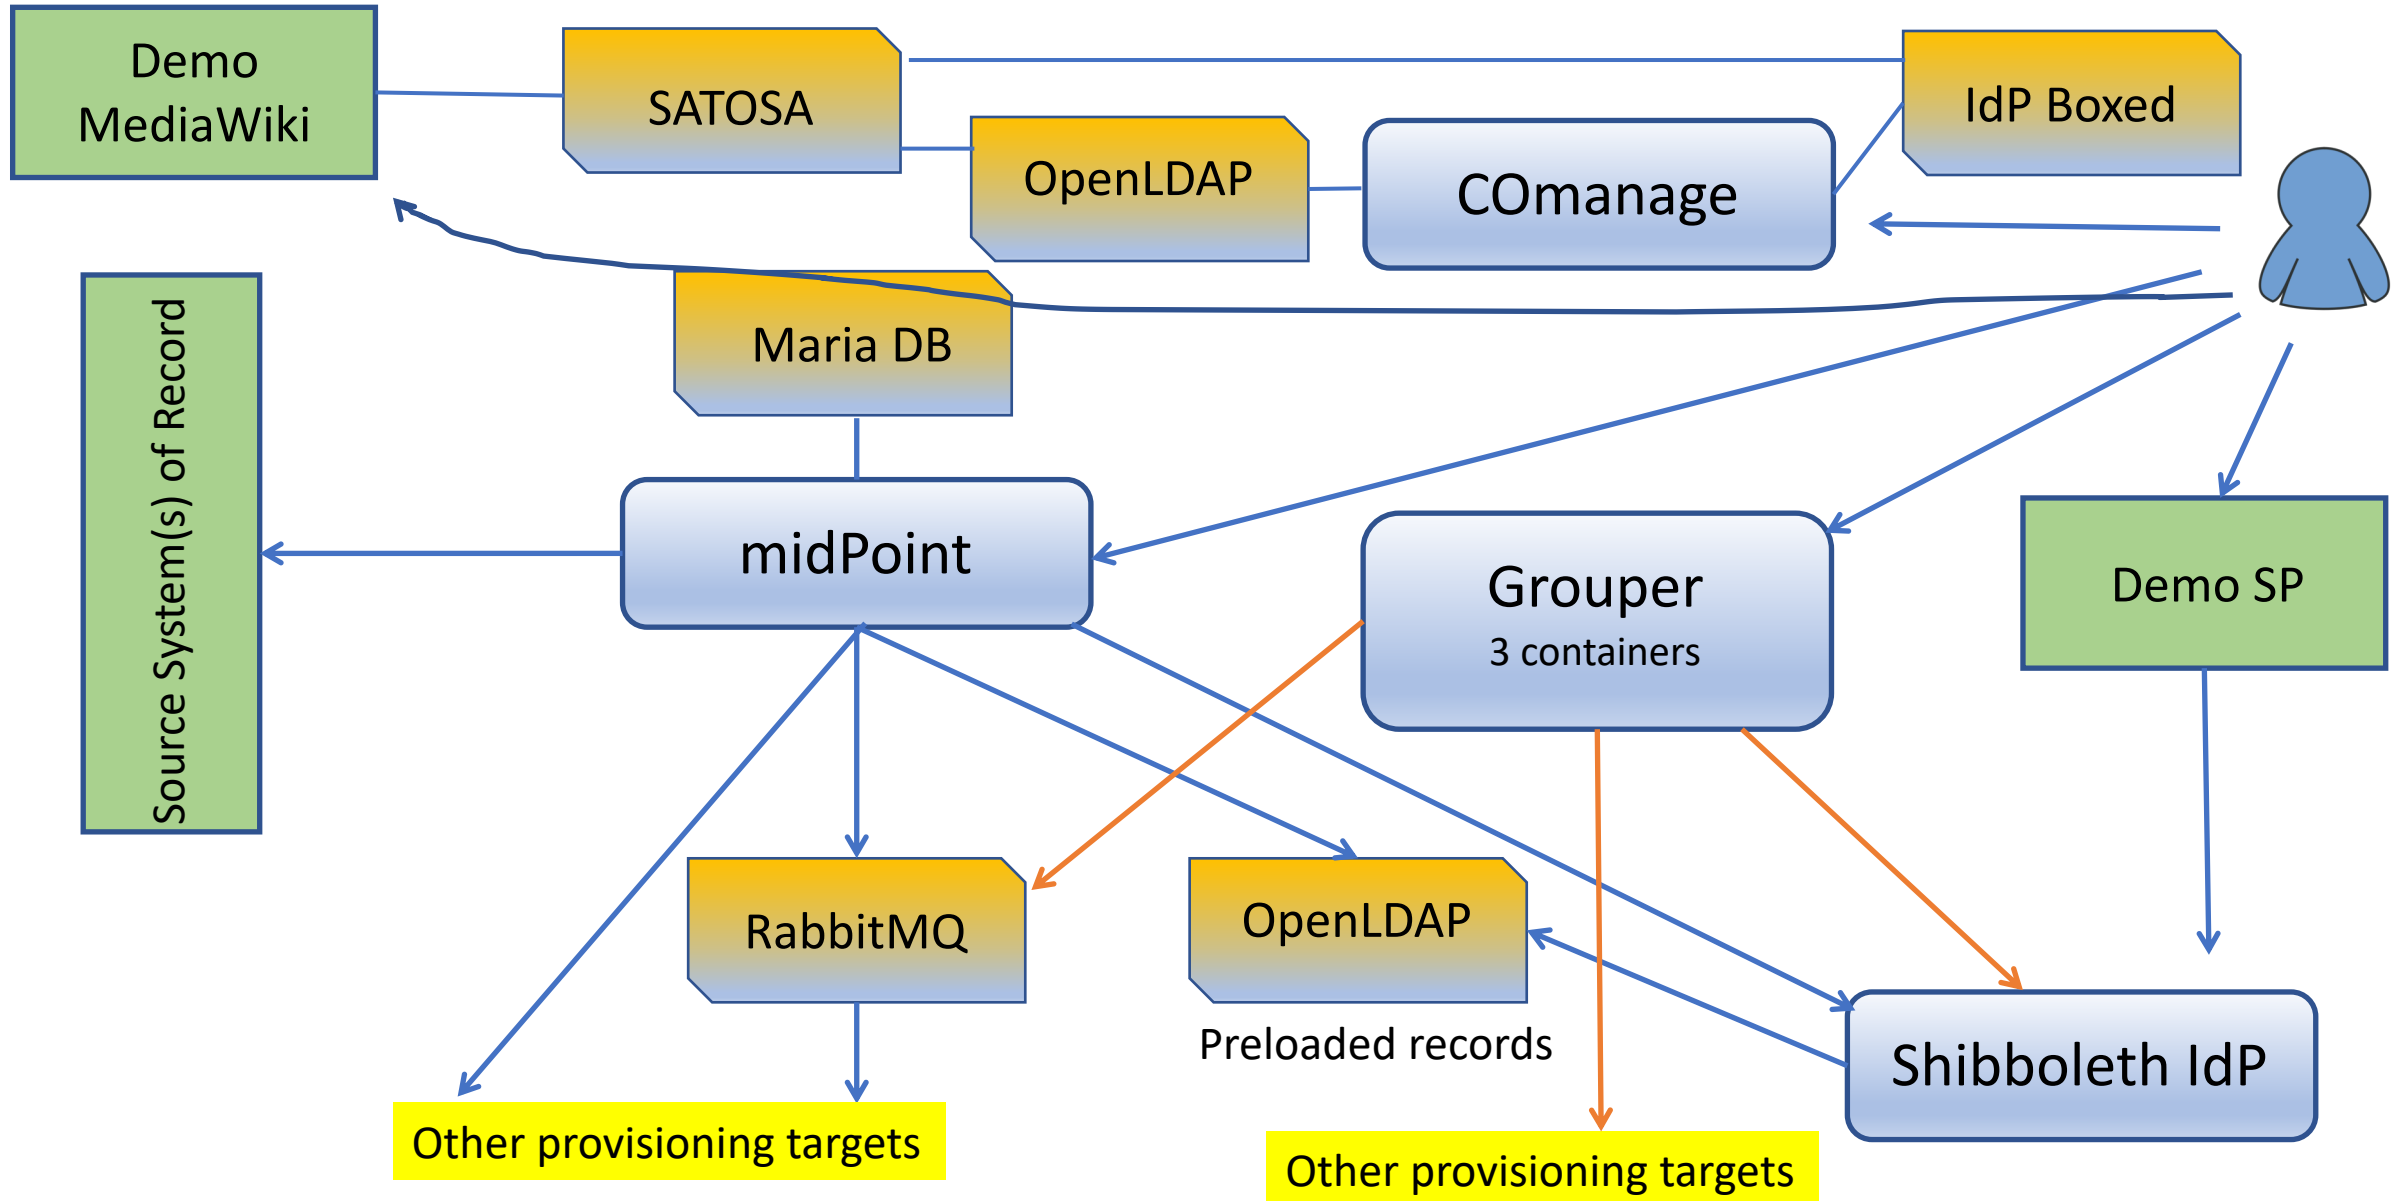 Demo
MediaWiki
SATOSA
IdP Boxed
OpenLDAP
COmanage
Source System(s) of Record
Maria DB
midPoint
Grouper
3 containers
Demo SP
RabbitMQ
OpenLDAP
Preloaded records
Shibboleth IdP
Other provisioning targets
Other provisioning targets